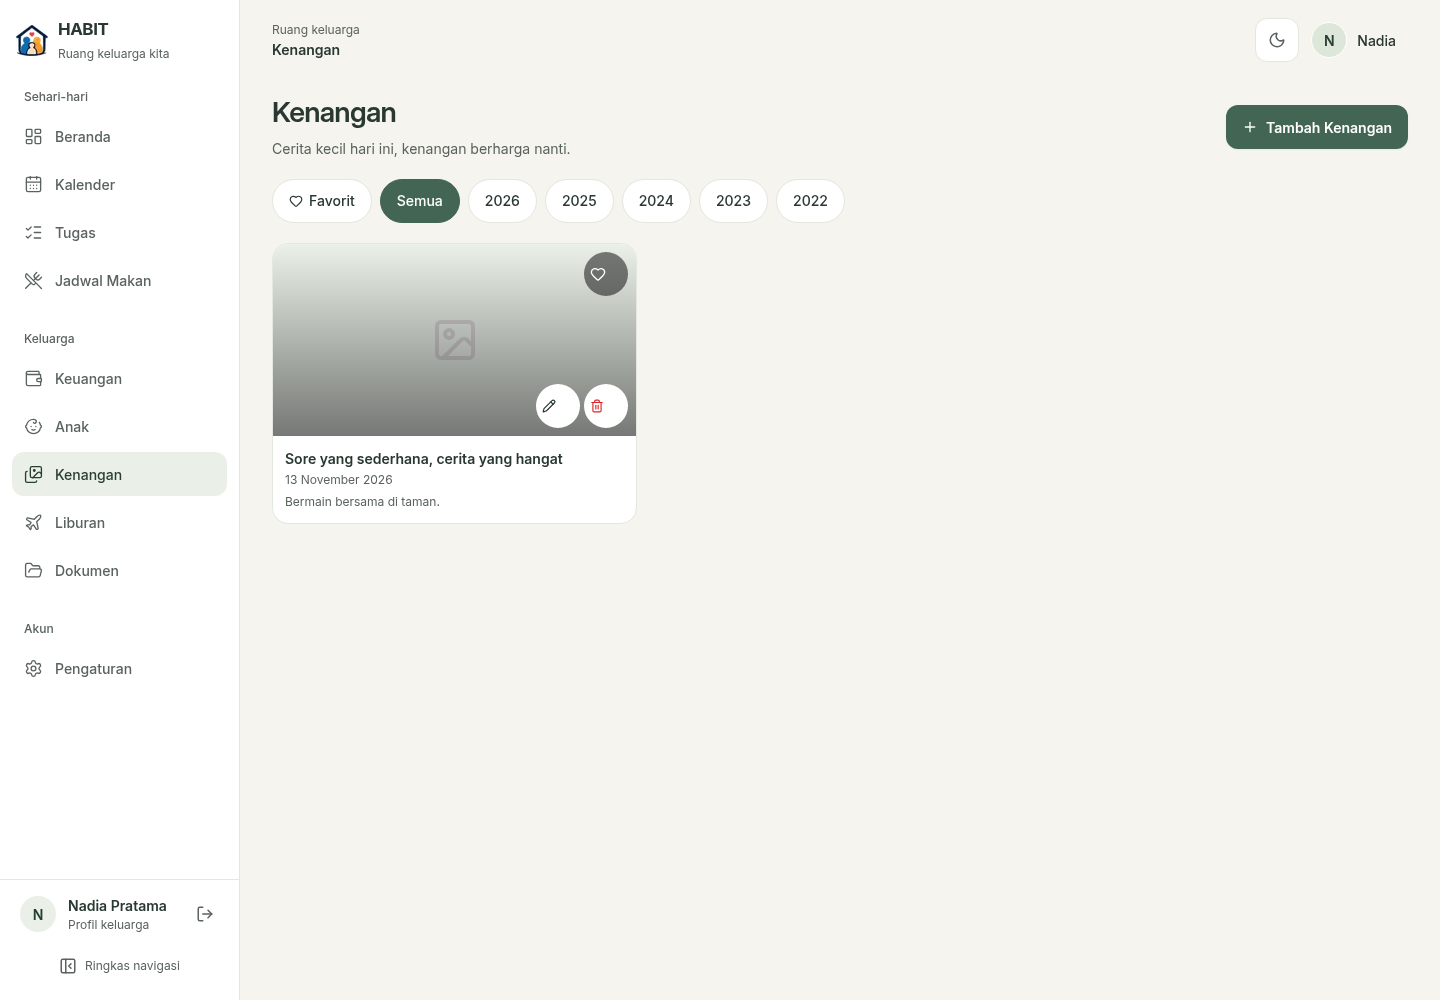 HABIT
Ruang keluarga kita
Sehari-hari
Beranda
Kalender
Tugas
Jadwal Makan
Keluarga
Keuangan
Anak
Kenangan
Liburan
Dokumen
Akun
Pengaturan
N
Nadia Pratama
Profil keluarga
Ringkas navigasi
Ruang keluarga
Kenangan
N
Nadia
Kenangan
Cerita kecil hari ini, kenangan berharga nanti.
Tambah Kenangan
Favorit
Semua
2026
2025
2024
2023
2022
Sore yang sederhana, cerita yang hangat
13 November 2026
Bermain bersama di taman.